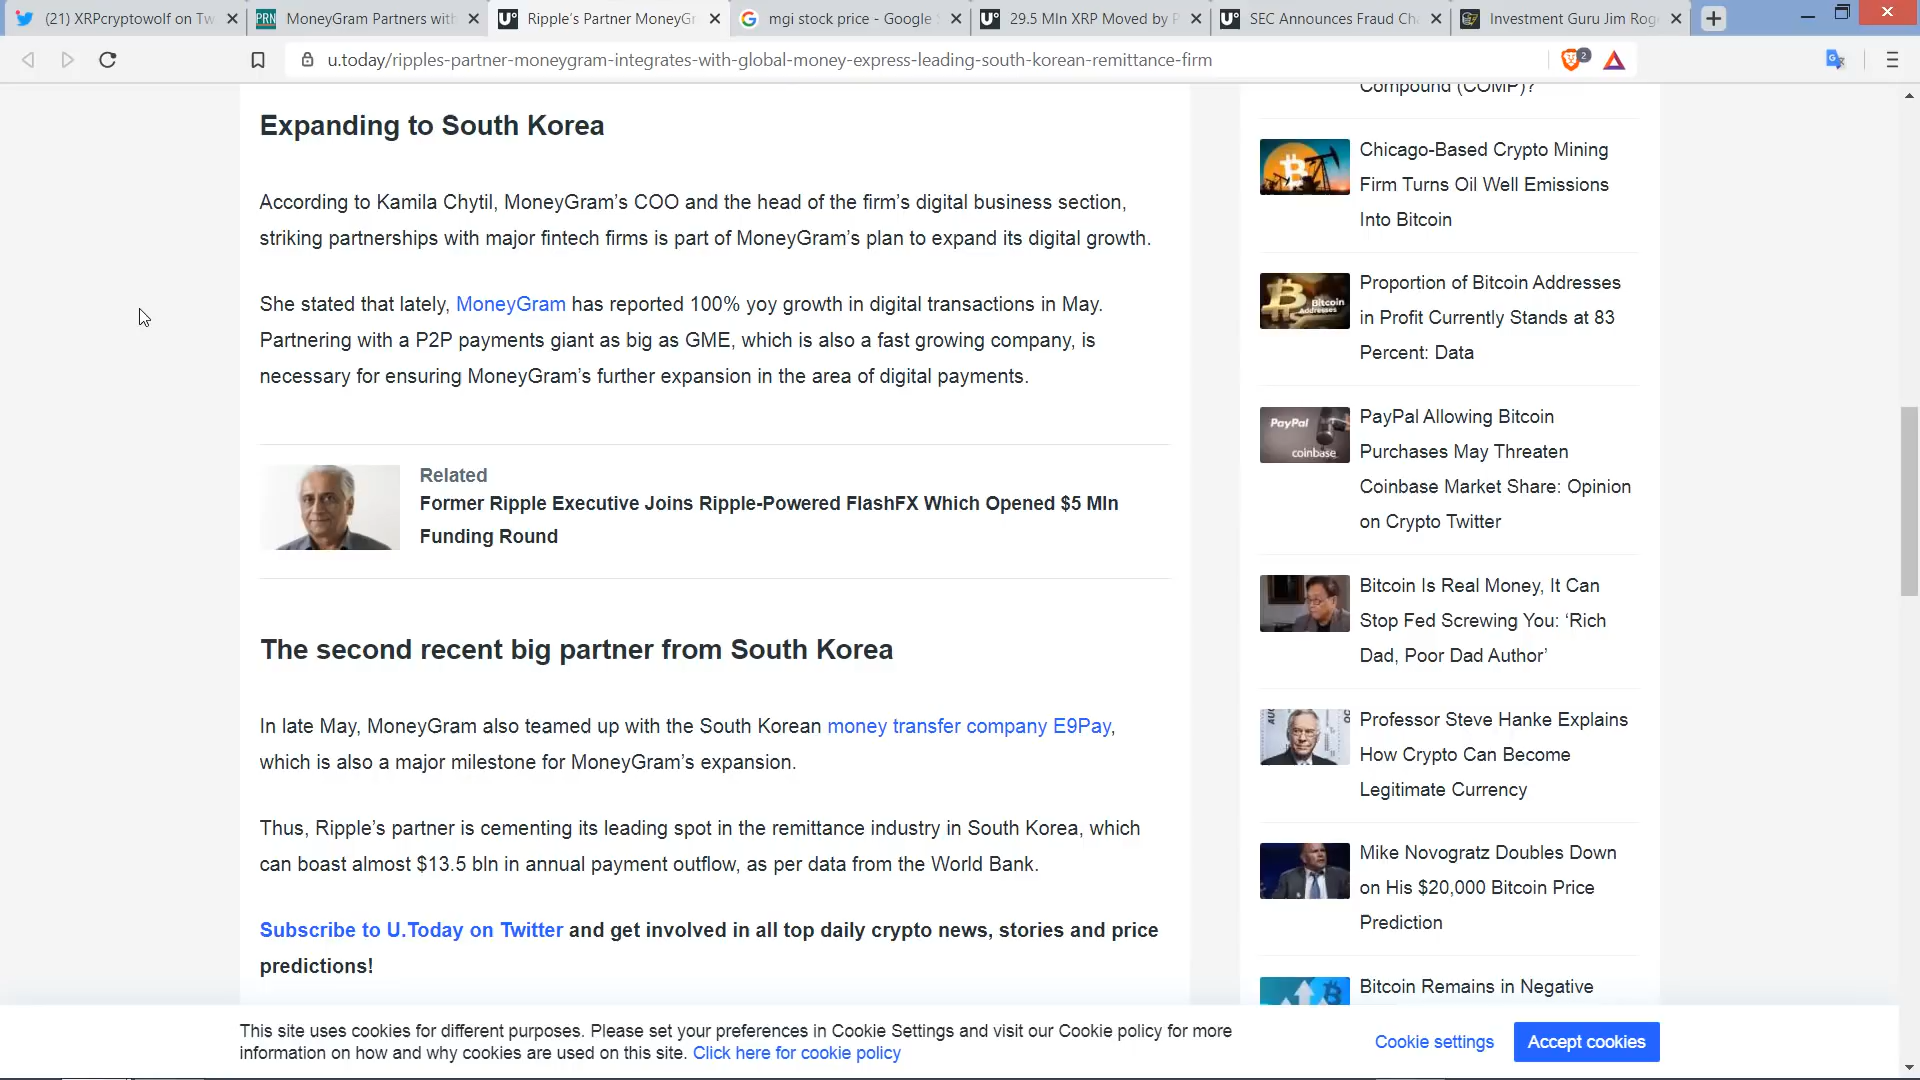 (21) XRPcryptowolf on Tw
MoneyGram Partners with
Ripple's Partner MoneyGr
mgi stock price - Google S
29.5 Mln XRP Moved by P
SEC Announces Fraud Ch
Investment Guru Jim Rog
u.today/ripples-partner-moneygram-integrates-with-global-money-express-leading-south-korean-remittance-firm
2
Expanding to South Korea
According to Kamila Chytil, MoneyGram's COO and the head of the firm's digital business section,
striking partnerships with major fintech firms is part of MoneyGram's plan to expand its digital growth.
She stated that lately, MoneyGram has reported 100% yoy growth in digital transactions in May.
Partnering with a P2P payments giant as big as GME, which is also a fast growing company, is
necessary for ensuring MoneyGram's further expansion in the area of digital payments.
Related
Former Ripple Executive Joins Ripple-Powered FlashFX Which Opened $5 Mln
Funding Round
The second recent big partner from South Korea
In late May, MoneyGram also teamed up with the South Korean money transfer company E9Pay,
which is also a major milestone for MoneyGram's expansion.
Thus, Ripple's partner is cementing its leading spot in the remittance industry in South Korea, which
can boast almost $13.5 bln in annual payment outflow, as per data from the World Bank.
Subscribe to U.Today on Twitter and get involved in all top daily crypto news, stories and price
predictions!
Compound (COMP)?
Chicago-Based Crypto Mining
Firm Turns Oil Well Emissions
Into Bitcoin
Bitcoin
Addresses
Proportion of Bitcoin Addresses
in Profit Currently Stands at 83
Percent: Data
PayPal
coinbase
PayPal Allowing Bitcoin
Purchases May Threaten
Coinbase Market Share: Opinion
on Crypto Twitter
Bitcoin Is Real Money, It Can
Stop Fed Screwing You: ‘Rich
Dad, Poor Dad Author’
Professor Steve Hanke Explains
How Crypto Can Become
Legitimate Currency
Mike Novogratz Doubles Down
on His $20,000 Bitcoin Price
Prediction
Bitcoin Remains in Negative
This site uses cookies for different purposes. Please set your preferences in Cookie Settings and visit our Cookie policy for more
information on how and why cookies are used on this site. Click here for cookie policy
Cookie settings
Accept cookies